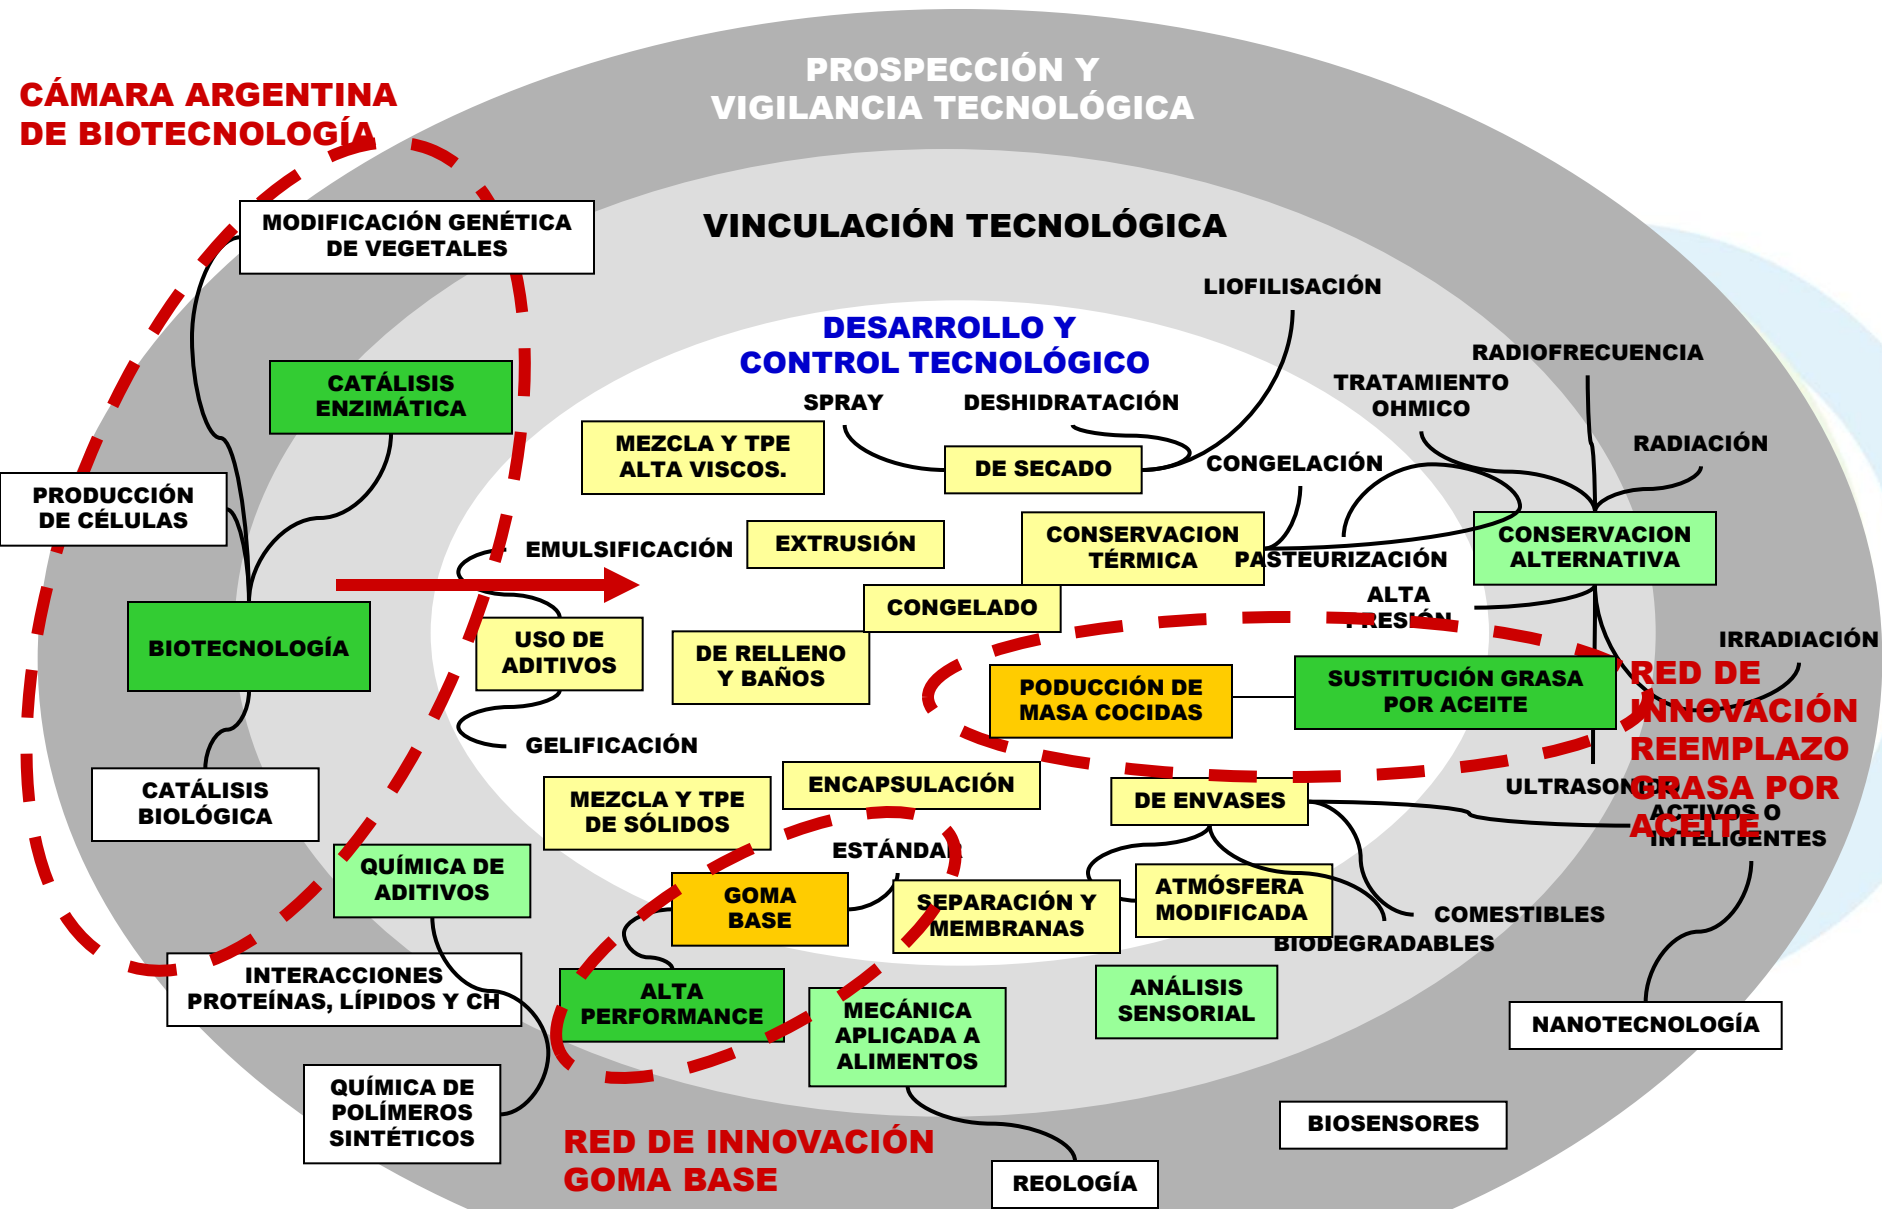 PROSPECCIÓN Y
VIGILANCIA TECNOLÓGICA
CÁMARA ARGENTINA
DE BIOTECNOLOGÍA
MODIFICACIÓN GENÉTICA
DE VEGETALES
VINCULACIÓN TECNOLÓGICA
LIOFILISACIÓN
DESARROLLO Y
CONTROL TECNOLÓGICO
RADIOFRECUENCIA
TRATAMIENTO
OHMICO
CATÁLISIS
ENZIMÁTICA
SPRAY
DESHIDRATACIÓN
MEZCLA Y TPE
ALTA VISCOS.
DE SECADO
CONGELACIÓN
RADIACIÓN
PRODUCCIÓN
DE CÉLULAS
EMULSIFICACIÓN
EXTRUSIÓN
CONSERVACION
TÉRMICA
PASTEURIZACIÓN
CONSERVACION
ALTERNATIVA
CONGELADO
ALTA
PRESIÓN
BIOTECNOLOGÍA
USO DE
ADITIVOS
DE RELLENO
Y BAÑOS
IRRADIACIÓN
PODUCCIÓN DE
MASA COCIDAS
SUSTITUCIÓN GRASA
POR ACEITE
RED DE
INNOVACIÓN
REEMPLAZO
GRASA POR
ACEITE
GELIFICACIÓN
CATÁLISIS
BIOLÓGICA
MEZCLA Y TPE
DE SÓLIDOS
ENCAPSULACIÓN
DE ENVASES
ULTRASONIDO
ACTIVOS O
INTELIGENTES
ESTÁNDAR
QUÍMICA DE
ADITIVOS
GOMA
BASE
SEPARACIÓN Y
MEMBRANAS
ATMÓSFERA
MODIFICADA
COMESTIBLES
BIODEGRADABLES
INTERACCIONES
PROTEÍNAS, LÍPIDOS Y CH
ALTA
PERFORMANCE
MECÁNICA
APLICADA A
ALIMENTOS
ANÁLISIS
SENSORIAL
NANOTECNOLOGÍA
QUÍMICA DE
POLÍMEROS
SINTÉTICOS
BIOSENSORES
RED DE INNOVACIÓN
GOMA BASE
REOLOGÍA